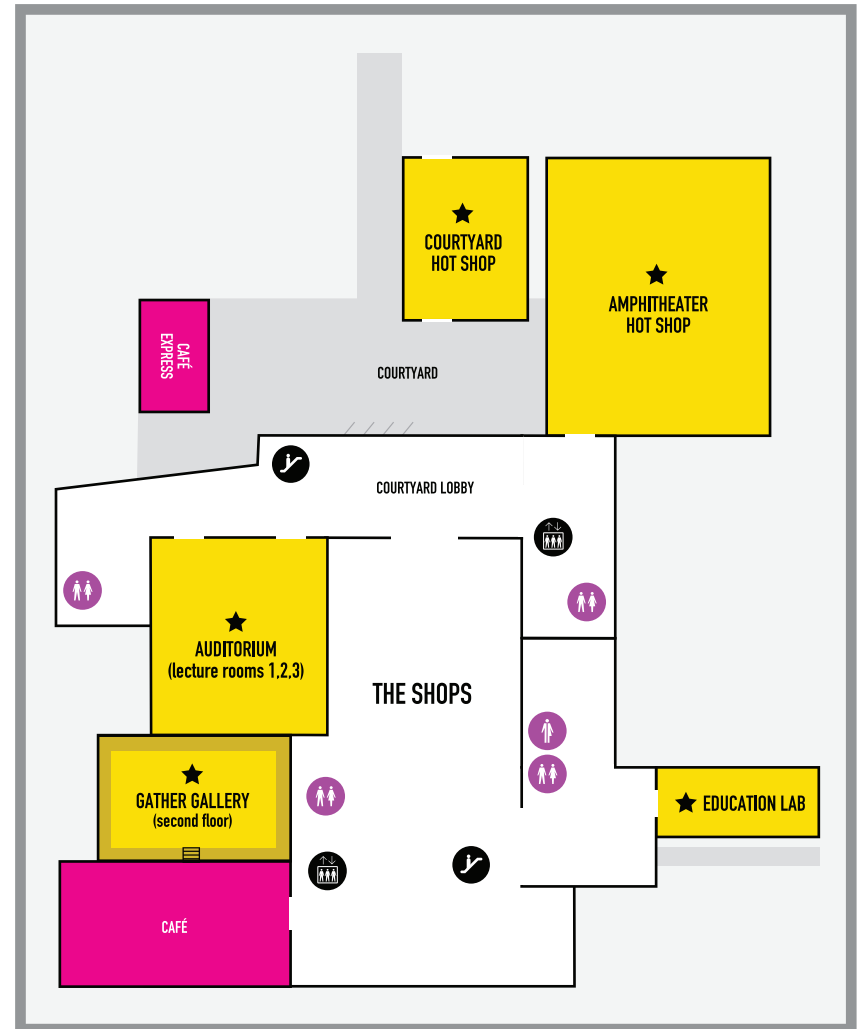 COURTYARD
HOT SHOP
AMPHITHEATER
HOT SHOP
CAFÉ
EXPRESS
COURTYARD
COURTYARD LOBBY
AUDITORIUM
(lecture rooms 1,2,3)
THE SHOPS
GATHER GALLERY
(second floor)
EDUCATION LAB
CAFÉ